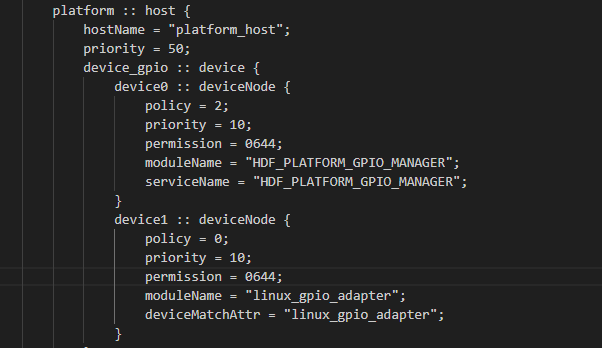 platform :: host {
hostName = "platform_host";
priority = 50;
device_gpio :: device {
device0 :: deviceNode {
policy = 2;
priority = 10;
permission = 0644;
moduleName = "HDF_PLATFORM_GPIO_MANAGER";
serviceName = "HDF_PLATFORM_GPIO_MANAGER";
}
device1 :: deviceNode {
policy = 0;
priority = 10;
permission = 0644;
moduleName = "linux_gpio_adapter";
deviceMatchAttr = "linux_gpio_adapter";
}